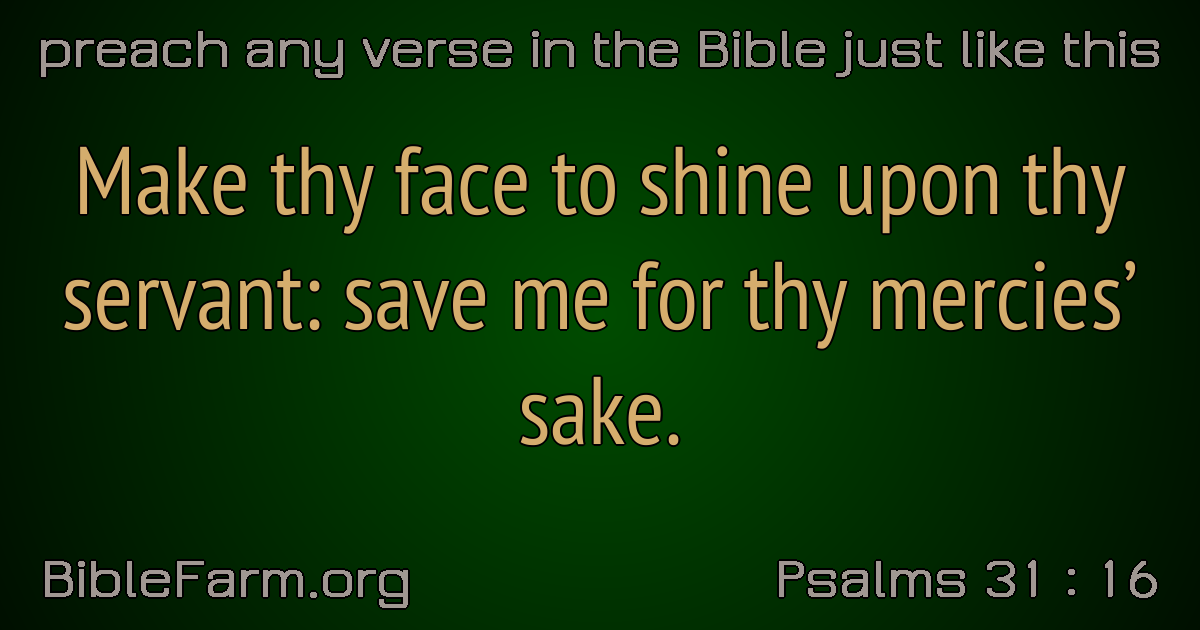 preach any verse in the Bible just like this
Make thy face to shine upon thy
servant: save me for thy mercies’
sake.
BibleFarm.org
Psalms 31 : 16